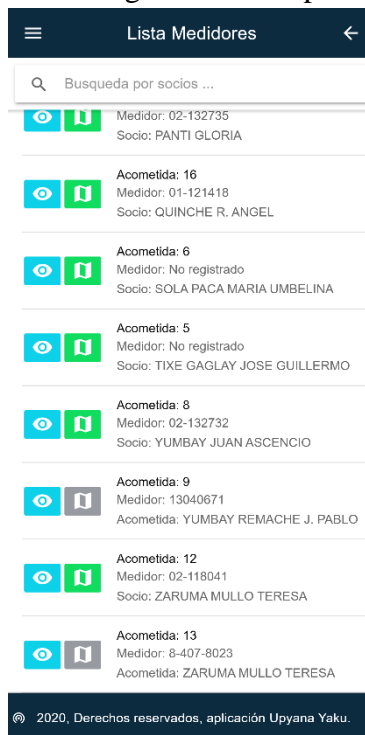 Lista Medidores
Busqueda por socios ...
Medidor: 02-132735
Socio: PANTI GLORIA
Acometida: 16
Medidor: 01-121418
Socio: QUINCHE R. ANGEL
Acometida: 6
Medidor: No registrado
Socio: SOLA PACA MARIA UMBELINA
Acometida: 5
Medidor: No registrado
Socio: TIXE GAGLAY JOSE GUILLERMO
Acometida: 8
Medidor: 02-132732
Socio: YUMBAY JUAN ASCENCIO
Acometida: 9
Medidor: 13040671
Acometida: YUMBAY REMACHE J. PABLO
Acometida: 12
Medidor: 02-118041
Socio: ZARUMA MULLO TERESA
Acometida: 13
Medidor: 8-407-8023
Acometida: ZARUMA MULLO TERESA
2020, Derechos reservados, aplicación Upyana Yaku.